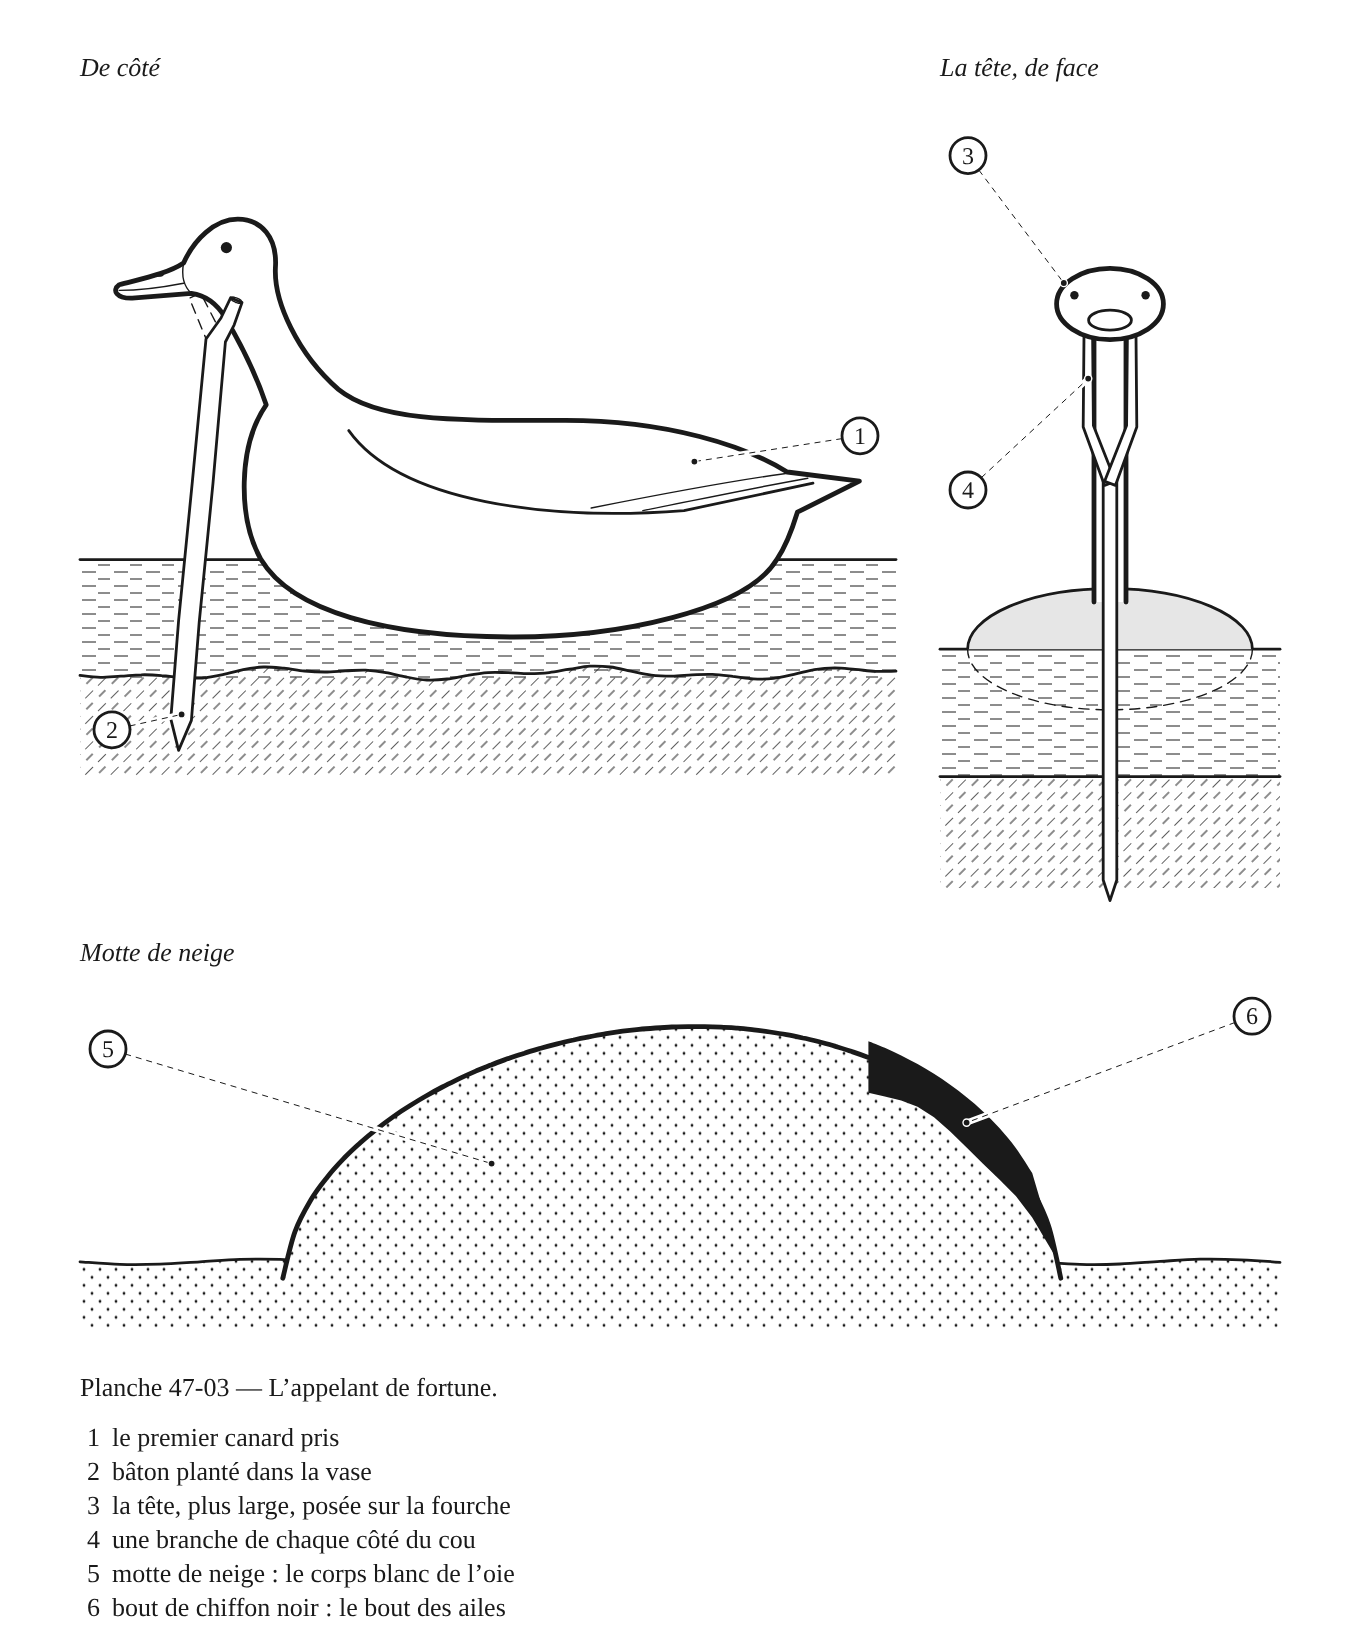 De côté
La tête, de face
3
1
4
2
Motte de neige
5
6
Planche 47-03 — L’appelant de fortune.
1 le premier canard pris
2 bâton planté dans la vase
3 la tête, plus large, posée sur la fourche
4 une branche de chaque côté du cou
5 motte de neige : le corps blanc de l’oie
6 bout de chiffon noir : le bout des ailes